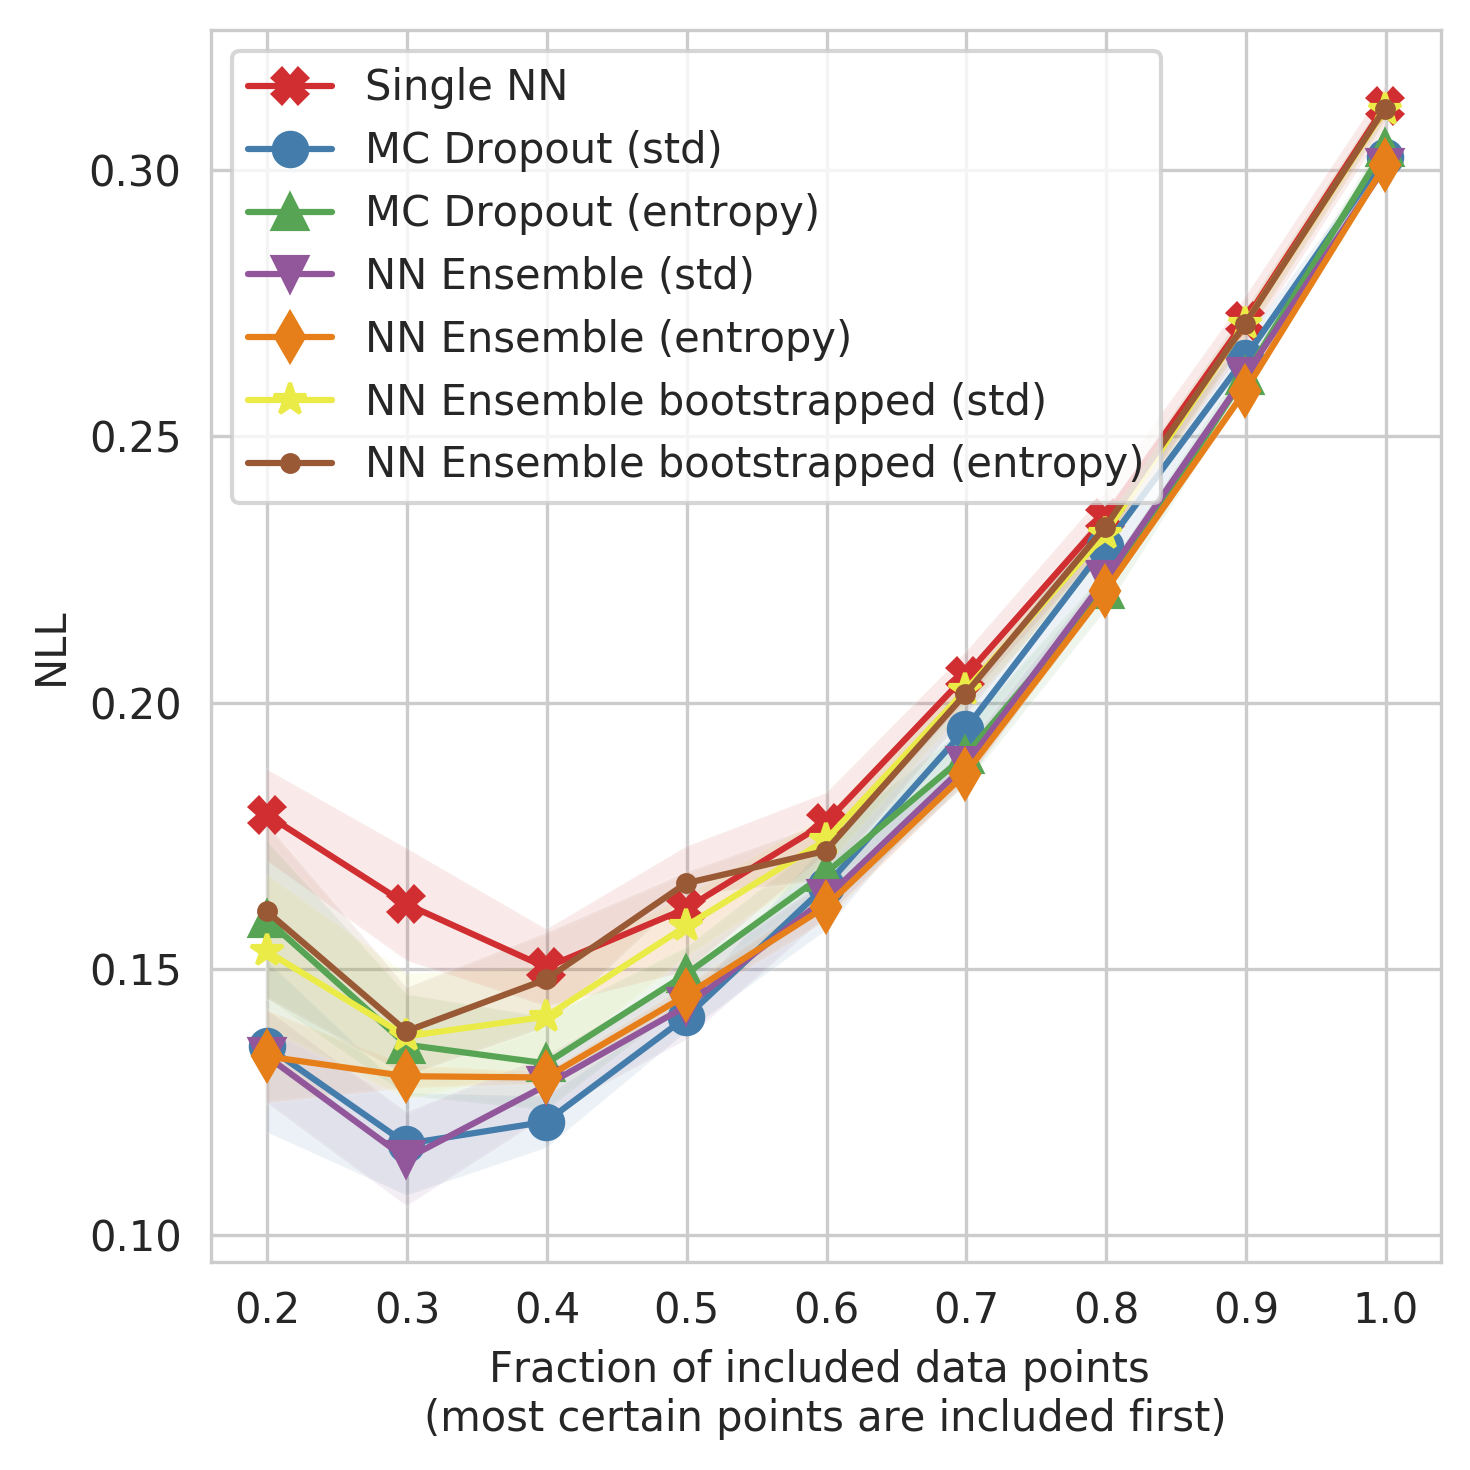 Single NN
MC Dropout (std)
MC Dropout (entropy)
NN Ensemble (std)
NN Ensemble (entropy)
NN Ensemble bootstrapped (std)
NN Ensemble bootstrapped (entropy)
0.30
0.25
0.20
0.15
0.10
NLL
0.2 0.3 0.4 0.5 0.6 0.7 0.8 0.9 1.0
Fraction of included data points
(most certain points are included first)